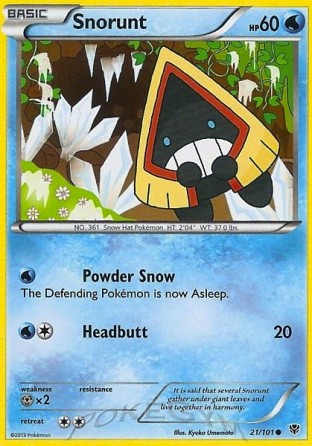 BASIC
Snorunt HP60
NO. 361 Snow Hat Pokémon HT: 2'04" WT: 37.0 lbs.
Powder Snow
The Defending Pokémon is now Asleep.
Headbutt 20
weakness resistance
×2
retreat
It is said that several Snorunt
gather under giant leaves and
live together in harmony.
©2013 Pokémon
Illus. Kyoko Umemoto 21/101